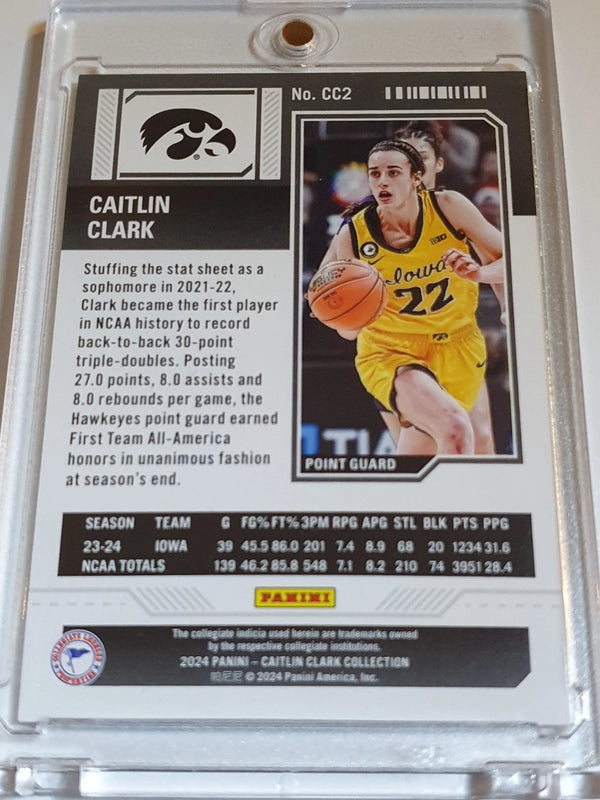 No. CC2
CAITLIN
CLARK
Stuffing the stat sheet as a
sophomore in 2021-22,
Clark became the first player
in NCAA history to record
back-to-back 30-point
triple-doubles. Posting
27.0 points, 8.0 assists and
8.0 rebounds per game, the
Hawkeyes point guard earned
First Team All-America
honors in unanimous fashion
at season's end.
Iowa
22
POINT GUARD
SEASON TEAM G FG% FT% 3PM RPG APG STL BLK PTS PPG
23-24 IOWA 39 45.5 86.0 201 7.4 8.9 68 20 1234 31.6
NCAA TOTALS 139 46.2 85.8 548 7.1 8.2 210 74 3951 28.4
PANINI
The collegiate indicia used herein are trademarks owned
by the respective collegiate institutions.
2024 PANINI – CAITLIN CLARK COLLECTION
帕尼尼 © 2024 Panini America, Inc.